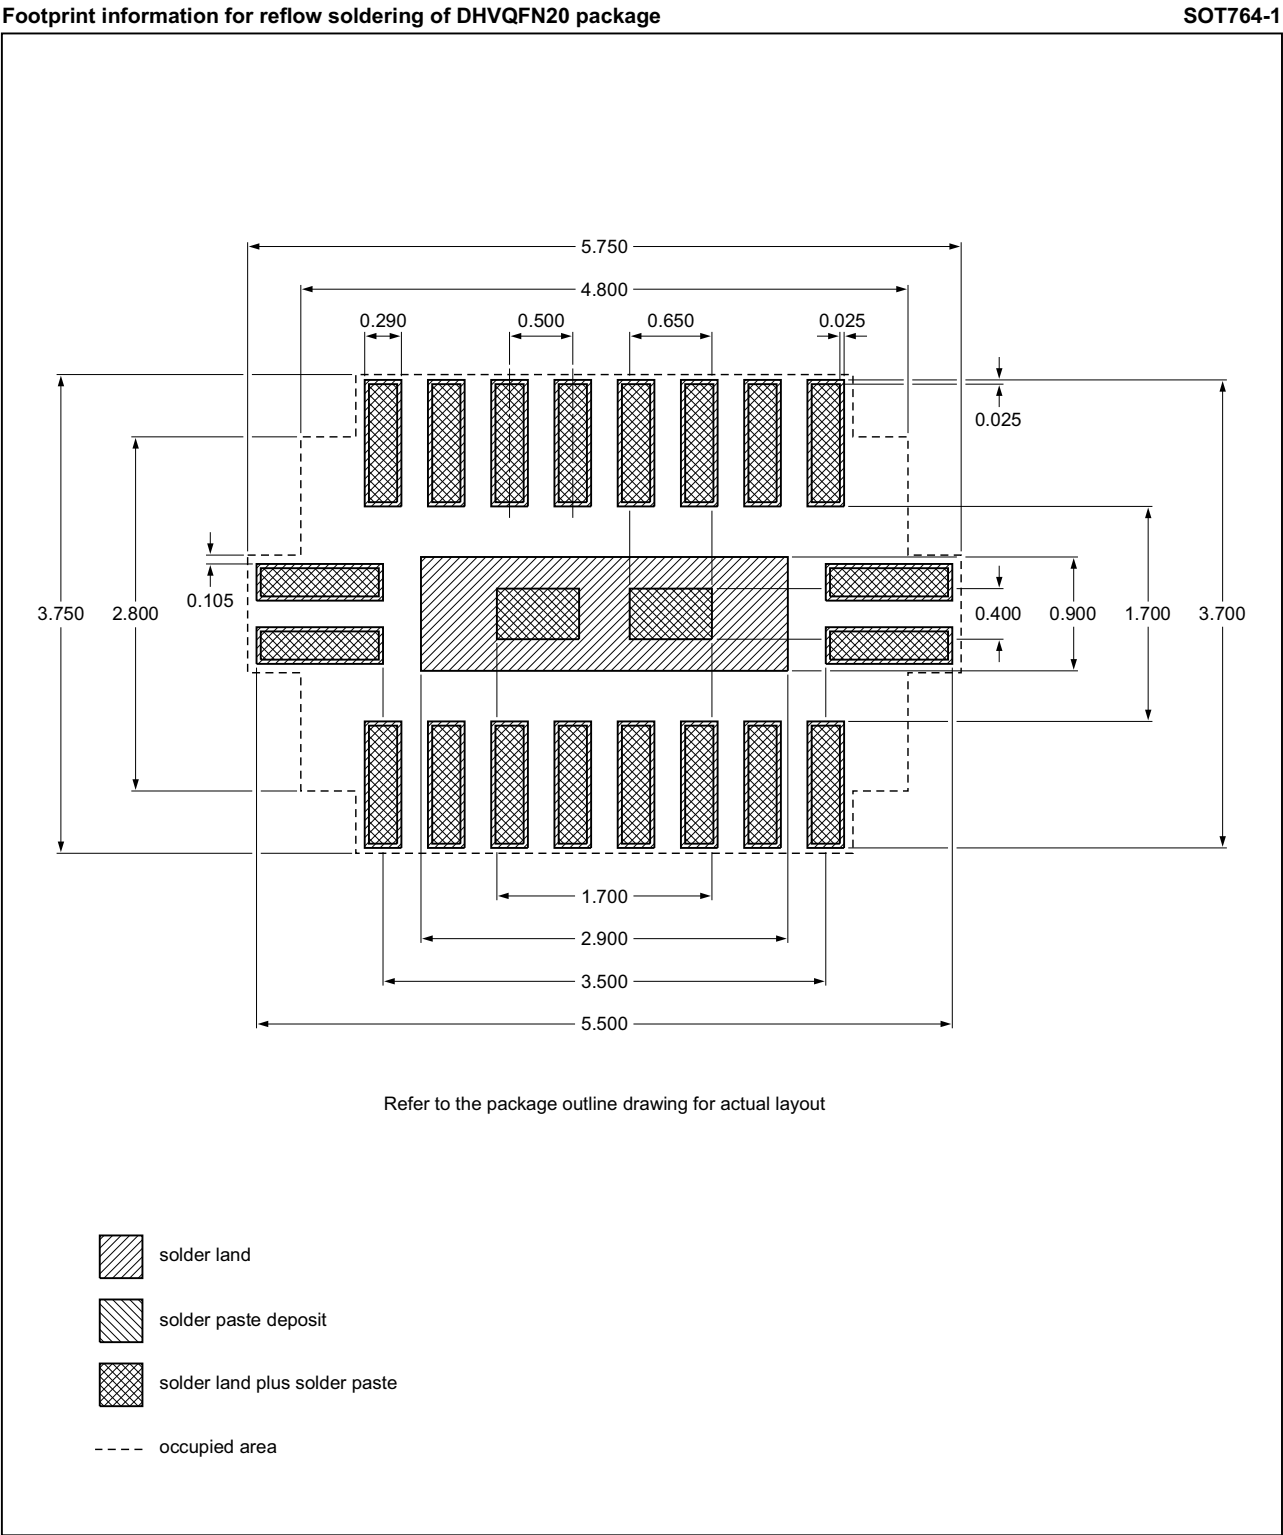 Footprint information for reflow soldering of DHVQFN20 package SOT764-1
5.750
4.800
0.290 0.500 0.650 0.025
0.025
0.105
3.750 2.800 0.400 0.900 1.700 3.700
1.700
2.900
3.500
5.500
Refer to the package outline drawing for actual layout
solder land
solder paste deposit
solder land plus solder paste
occupied area